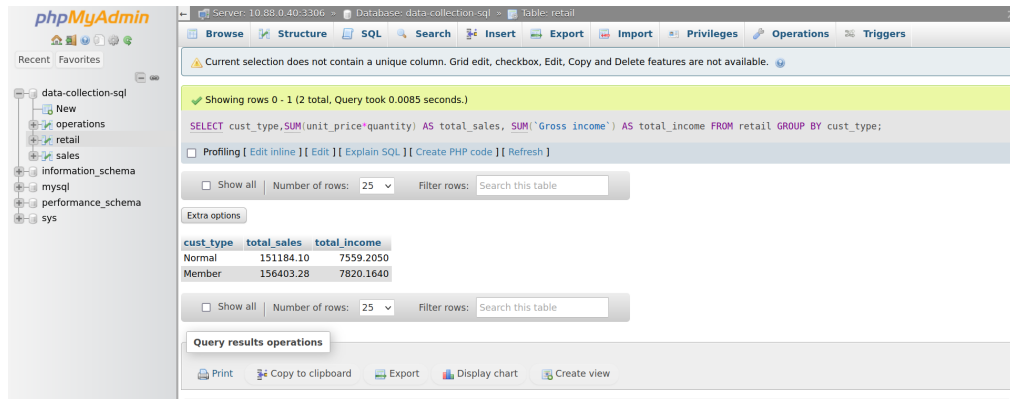 phpMyAdmin
Recent Favorites
data-collection-sql
New
operations
retail
sales
information_schema
mysql
performance_schema
sys
Server: 10.88.0.40:3306 » Database: data-collection-sql » Table: retail
Browse Structure SQL Search Insert Export Import Privileges Operations Triggers
Current selection does not contain a unique column. Grid edit, checkbox, Edit, Copy and Delete features are not available.
Showing rows 0 - 1 (2 total, Query took 0.0085 seconds.)
SELECT cust_type,SUM(unit_price*quantity) AS total_sales, SUM(`Gross income`) AS total_income FROM retail GROUP BY cust_type;
Profiling [ Edit inline ] [ Edit ] [ Explain SQL ] [ Create PHP code ] [ Refresh ]
Show all | Number of rows: 25 Filter rows: Search this table
Extra options
cust_type total_sales total_income
Normal 151184.10 7559.2050
Member 156403.28 7820.1640
Show all | Number of rows: 25 Filter rows: Search this table
Query results operations
Print Copy to clipboard Export Display chart Create view